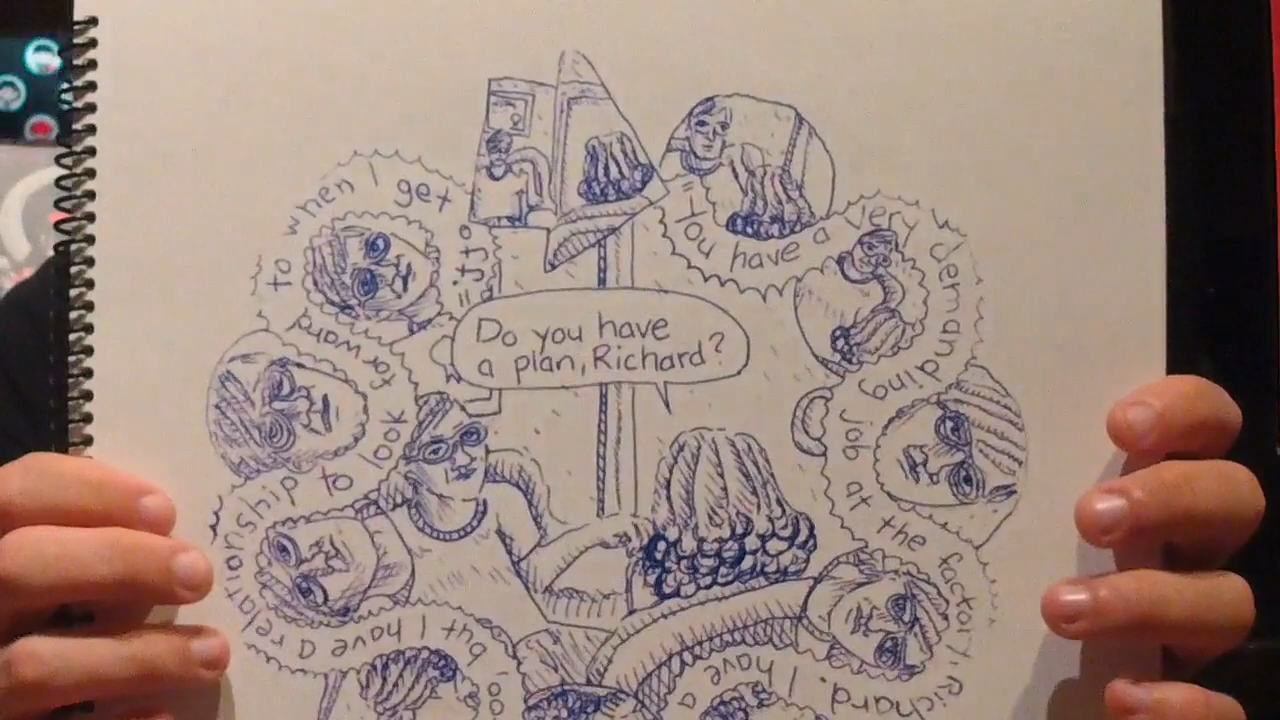 Do you have
a plan, Richard?
"You have a very demanding job at the factory, Richard. I have a
but I have a relationship to look forward to when I get